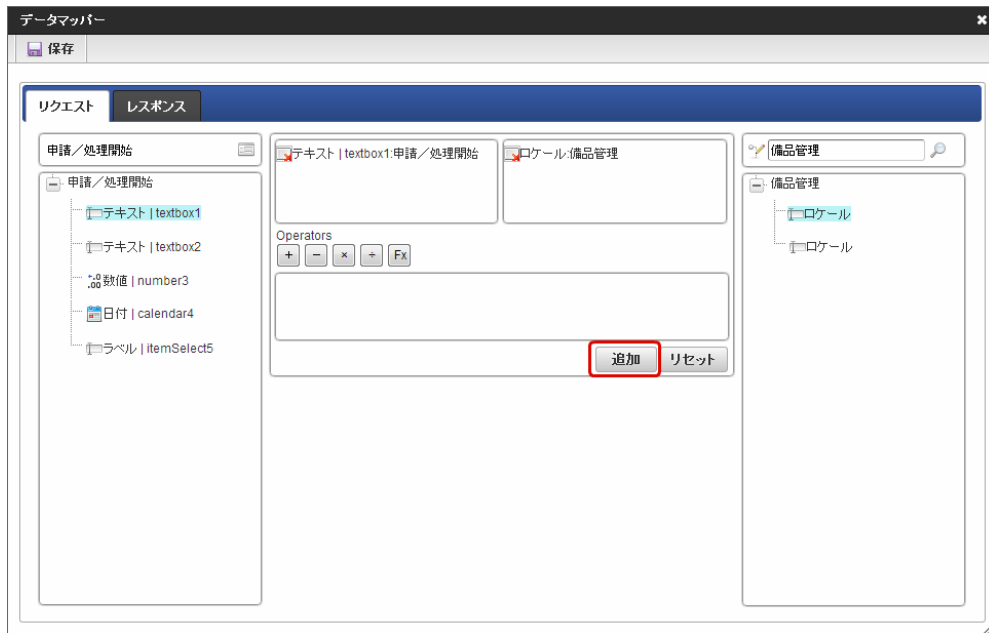 データマッパー
保存
リクエスト レスポンス
申請／処理開始
申請／処理開始
テキスト | textbox1
テキスト | textbox2
数値 | number3
日付 | calendar4
ラベル | itemSelect5
テキスト | textbox1:申請／処理開始
ロケール:備品管理
Operators
+ − × ÷ Fx
追加 リセット
備品管理
備品管理
ロケール
ロケール